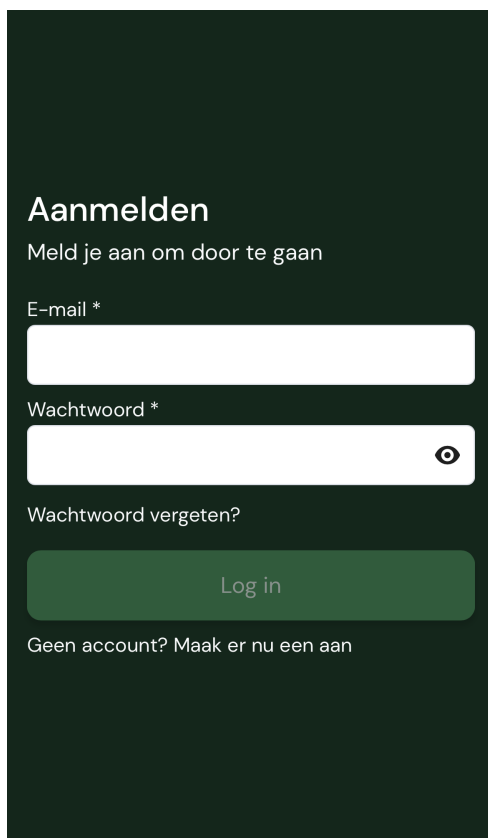 Aanmelden
Meld je aan om door te gaan
E-mail *
Wachtwoord *
Wachtwoord vergeten?
Log in
Geen account? Maak er nu een aan